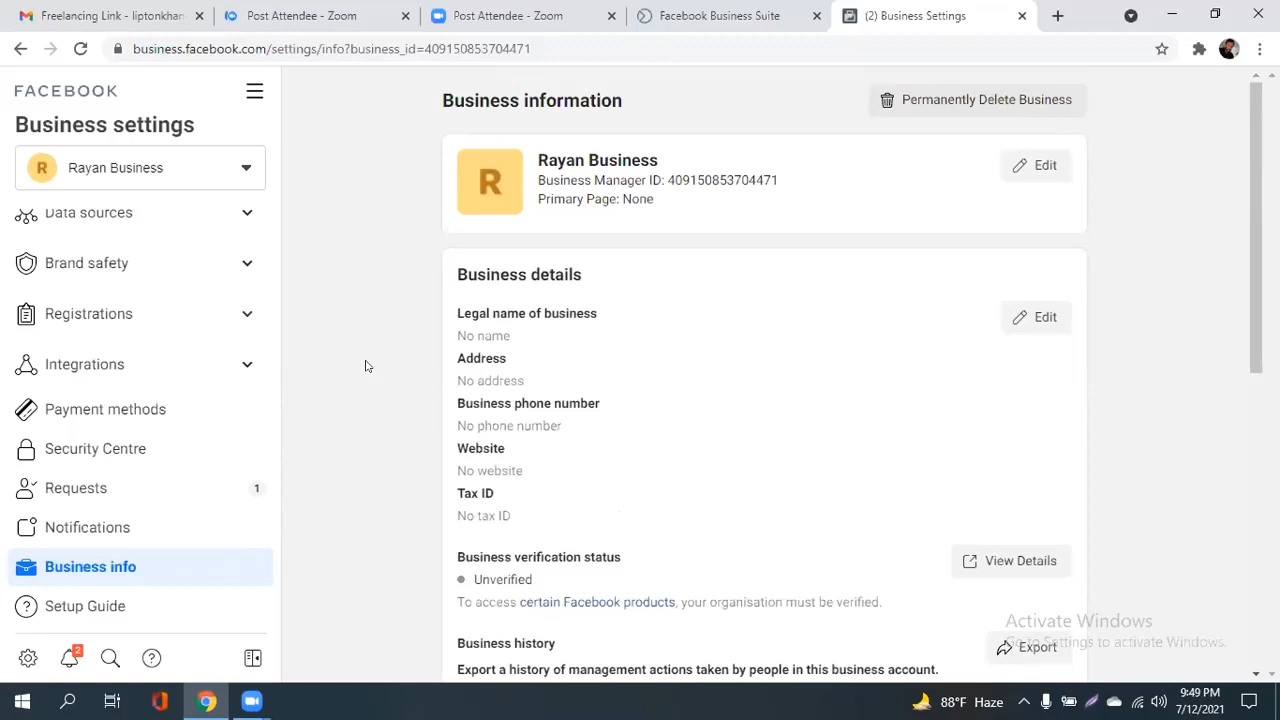 Freelancing Link - liptonkhan
Post Attendee - Zoom
Post Attendee - Zoom
Facebook Business Suite
(2) Business Settings
business.facebook.com/settings/info?business_id=409150853704471
FACEBOOK
Business settings
R
Rayan Business
Data sources
Brand safety
Registrations
Integrations
Payment methods
Security Centre
Requests
1
Notifications
Business info
Setup Guide
2
Business information
Permanently Delete Business
R
Rayan Business
Business Manager ID: 409150853704471
Primary Page: None
Edit
Business details
Legal name of business
Edit
No name
Address
No address
Business phone number
No phone number
Website
No website
Tax ID
No tax ID
Business verification status
View Details
Unverified
To access certain Facebook products, your organisation must be verified.
Business history
Export
Export a history of management actions taken by people in this business account.
Activate Windows
Go to Settings to activate Windows.
88°F Haze
9:49 PM
7/12/2021